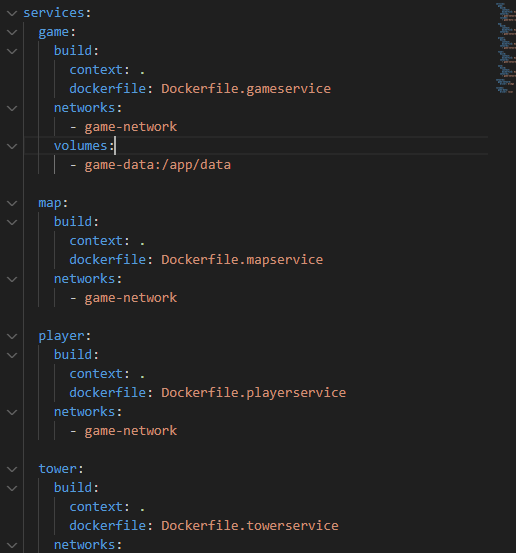 services:
  game:
    build:
      context: .
      dockerfile: Dockerfile.gameservice
    networks:
      - game-network
    volumes:
      - game-data:/app/data

  map:
    build:
      context: .
      dockerfile: Dockerfile.mapservice
    networks:
      - game-network

  player:
    build:
      context: .
      dockerfile: Dockerfile.playerservice
    networks:
      - game-network

  tower:
    build:
      context: .
      dockerfile: Dockerfile.towerservice
    networks: